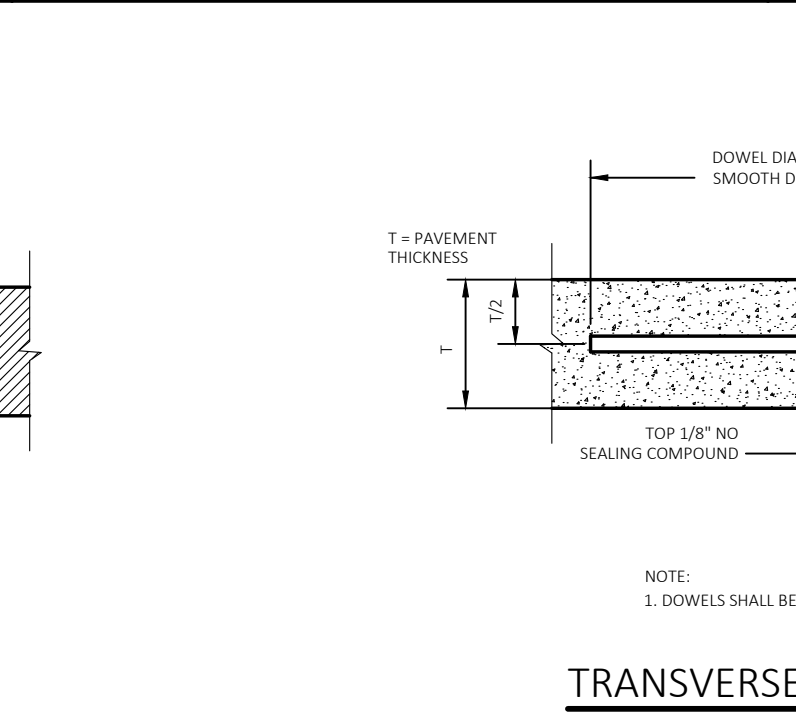 DOWEL DIA
SMOOTH D
T = PAVEMENT
THICKNESS
T/2
T
TOP 1/8" NO
SEALING COMPOUND
NOTE:
1. DOWELS SHALL BE
TRANSVERSE